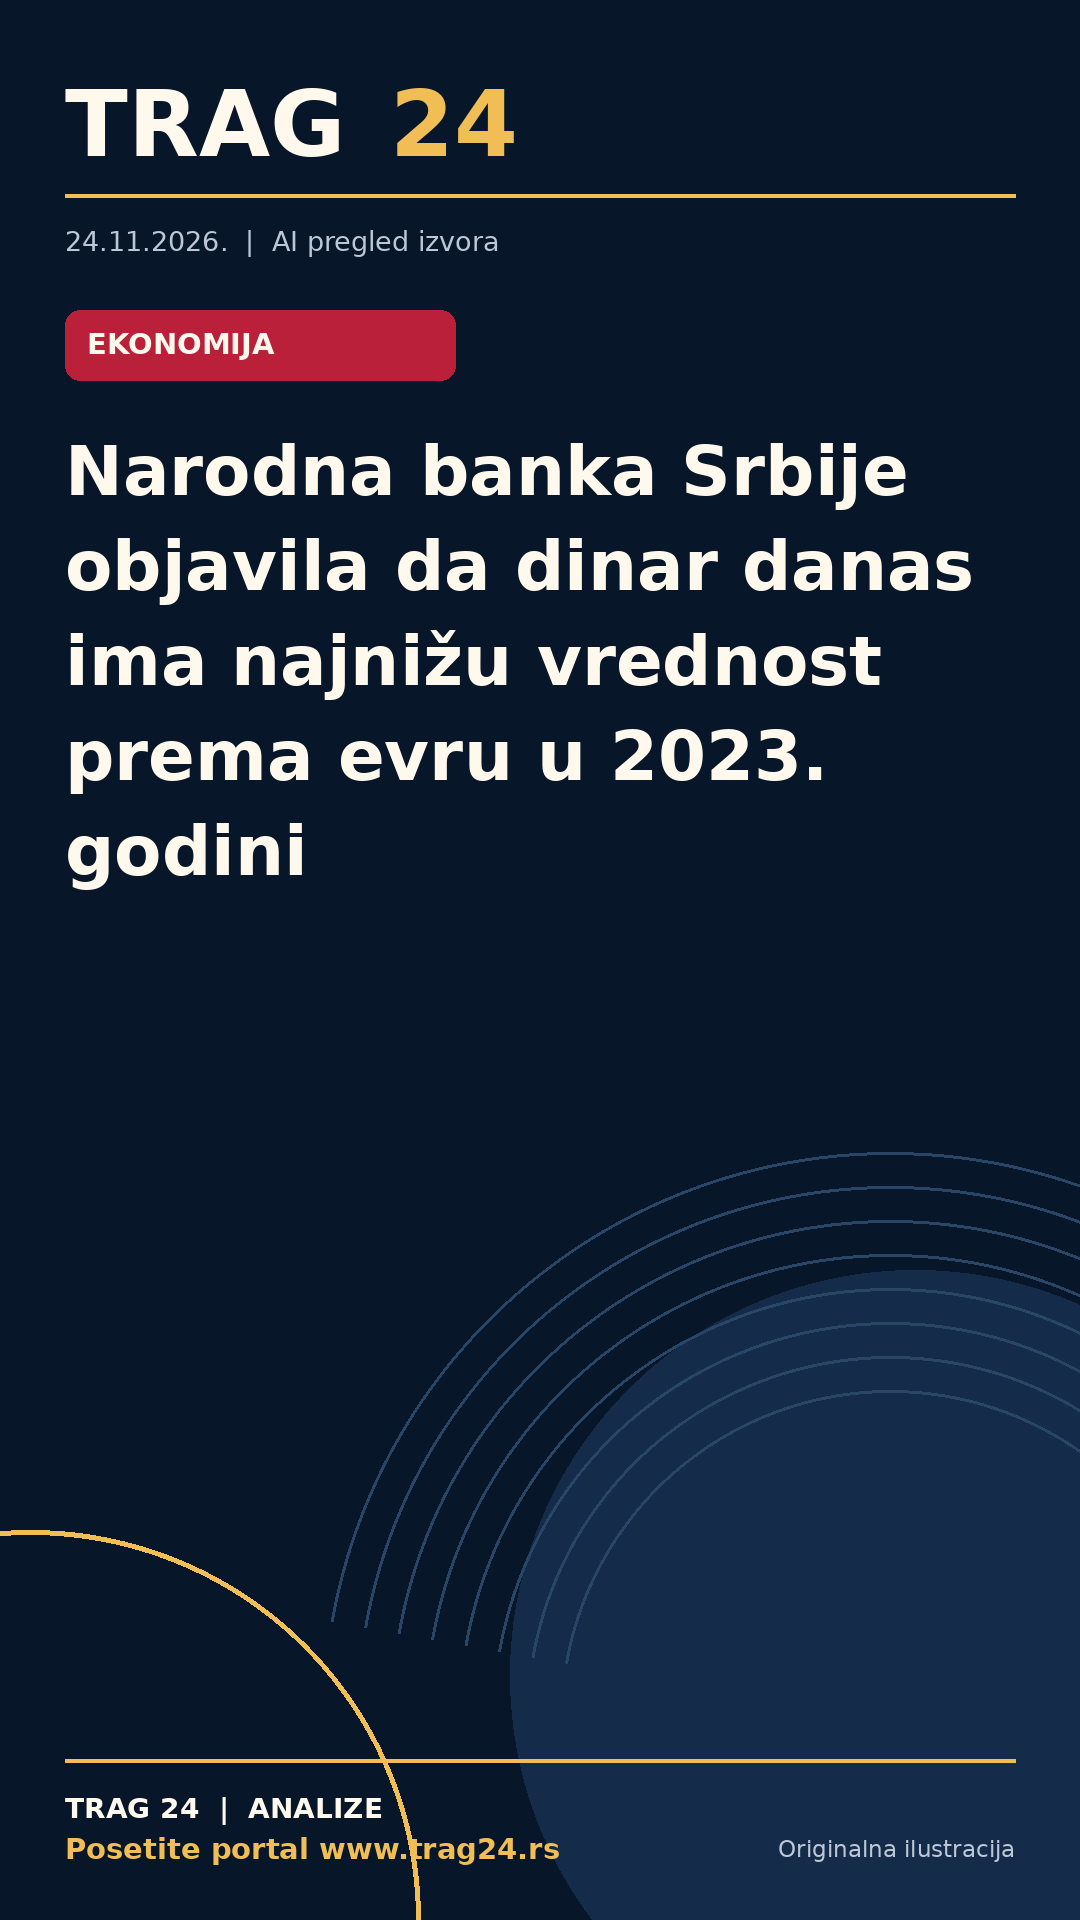 TRAG 24
24.11.2026. | AI pregled izvora
EKONOMIJA
Narodna banka Srbije
objavila da dinar danas
ima najnižu vrednost
prema evru u 2023.
godini
TRAG 24 | ANALIZE
Posetite portal www.trag24.rs
Originalna ilustracija